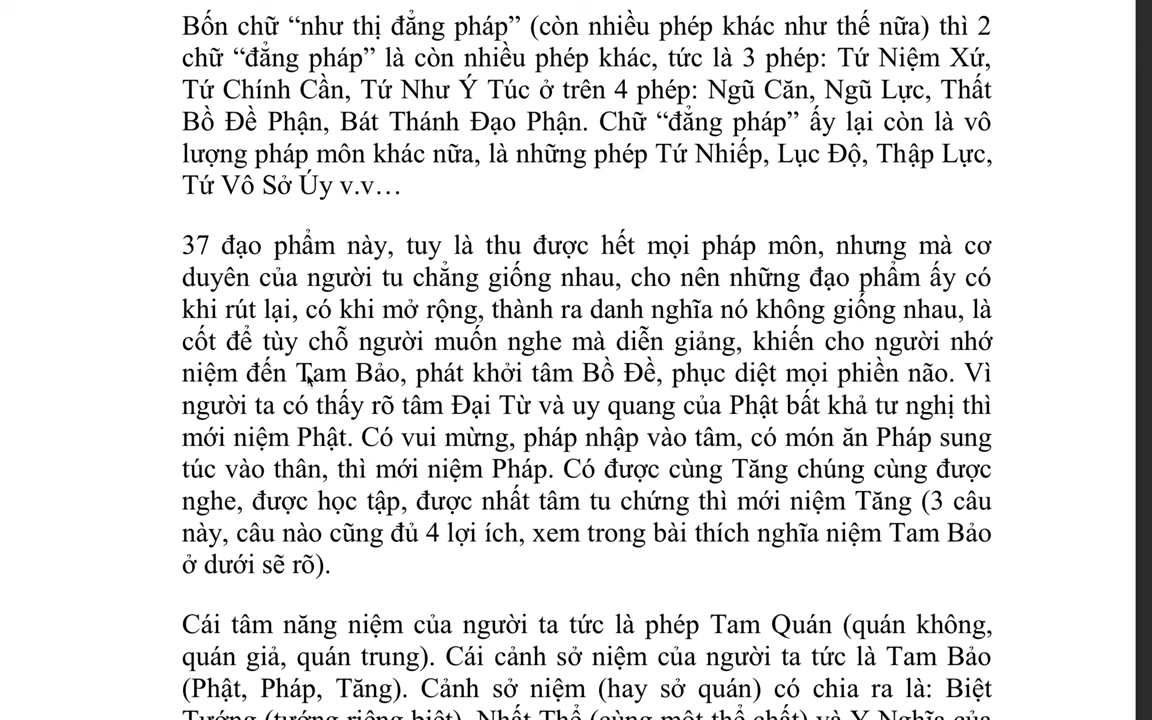 Bốn chữ “như thị đẳng pháp” (còn nhiều phép khác như thế nữa) thì 2
chữ “đẳng pháp” là còn nhiều phép khác, tức là 3 phép: Tứ Niệm Xứ,
Tứ Chính Cần, Tứ Như Ý Túc ở trên 4 phép: Ngũ Căn, Ngũ Lực, Thất
Bồ Đề Phận, Bát Thánh Đạo Phận. Chữ “đẳng pháp” ấy lại còn là vô
lượng pháp môn khác nữa, là những phép Tứ Nhiếp, Lục Độ, Thập Lực,
Tứ Vô Sở Úy v.v…
37 đạo phẩm này, tuy là thu được hết mọi pháp môn, nhưng mà cơ
duyên của người tu chẳng giống nhau, cho nên những đạo phẩm ấy có
khi rút lại, có khi mở rộng, thành ra danh nghĩa nó không giống nhau, là
cốt để tùy chỗ người muốn nghe mà diễn giảng, khiến cho người nhớ
niệm đến Tam Bảo, phát khởi tâm Bồ Đề, phục diệt mọi phiền não. Vì
người ta có thấy rõ tâm Đại Từ và uy quang của Phật bất khả tư nghị thì
mới niệm Phật. Có vui mừng, pháp nhập vào tâm, có món ăn Pháp sung
túc vào thân, thì mới niệm Pháp. Có được cùng Tăng chúng cùng được
nghe, được học tập, được nhất tâm tu chứng thì mới niệm Tăng (3 câu
này, câu nào cũng đủ 4 lợi ích, xem trong bài thích nghĩa niệm Tam Bảo
ở dưới sẽ rõ).
Cái tâm năng niệm của người ta tức là phép Tam Quán (quán không,
quán giả, quán trung). Cái cảnh sở niệm của người ta tức là Tam Bảo
(Phật, Pháp, Tăng). Cảnh sở niệm (hay sở quán) có chia ra là: Biệt
Tướng (tướng riêng biệt), Nhất Thể (cùng một thể chất) và Y Nghĩa của